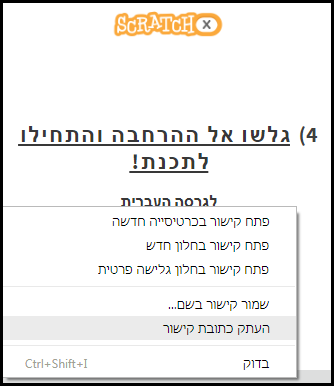 SCRATCH X
4) גלשו אל ההרחבה והתחילו
לתכנת!
לגרסה העברית
פתח קישור בכרטיסייה חדשה
פתח קישור בחלון חדש
פתח קישור בחלון גלישה פרטית
שמור קישור בשם...
העתק כתובת קישור
בדוק Ctrl+Shift+I